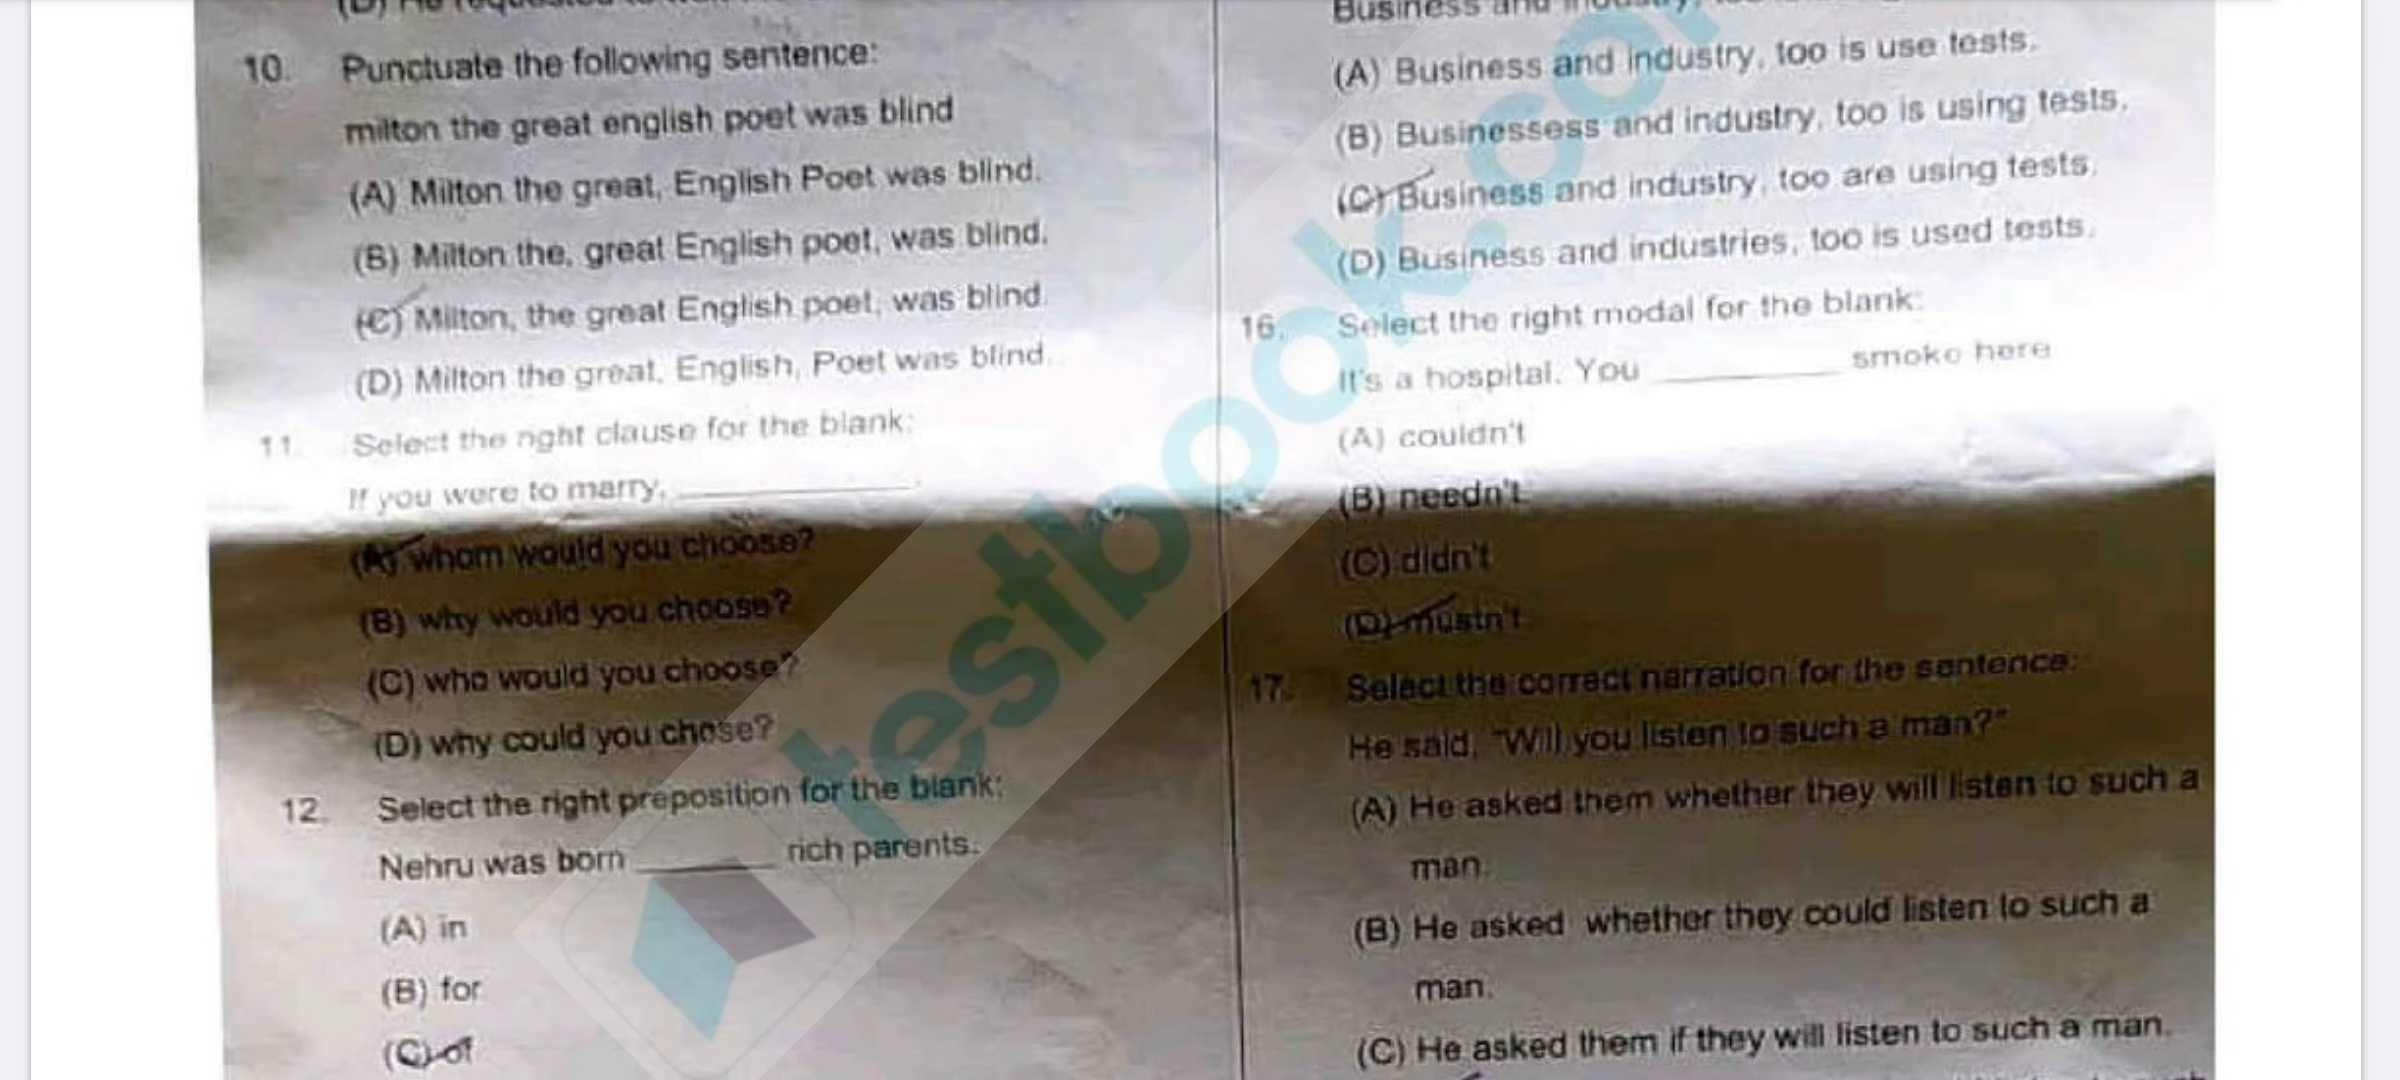 10. Punctuate the following sentence:
milton the great english poet was blind
(A) Milton the great, English Poet was blind.
(B) Milton the, great English poet, was blind.
(C) Milton, the great English poet, was blind.
(D) Milton the great, English, Poet was blind.
11. Select the right clause for the blank:
If you were to marry, ________.
(A) whom would you choose?
(B) why would you choose?
(C) who would you choose?
(D) why could you chose?
12. Select the right preposition for the blank:
Nehru was born ________ rich parents.
(A) in
(B) for
(C) of
Business and
(A) Business and industry, too is use tests.
(B) Businessess and industry, too is using tests.
(C) Business and industry, too are using tests.
(D) Business and industries, too is used tests.
16. Select the right modal for the blank:
It's a hospital. You ________ smoke here
(A) couldn't
(B) needn't
(C) didn't
(D) mustn't
17. Select the correct narration for the sentence:
He said, "Will you listen to such a man?"
(A) He asked them whether they will listen to such a
man.
(B) He asked whether they could listen to such a
man.
(C) He asked them if they will listen to such a man.
testbook.com